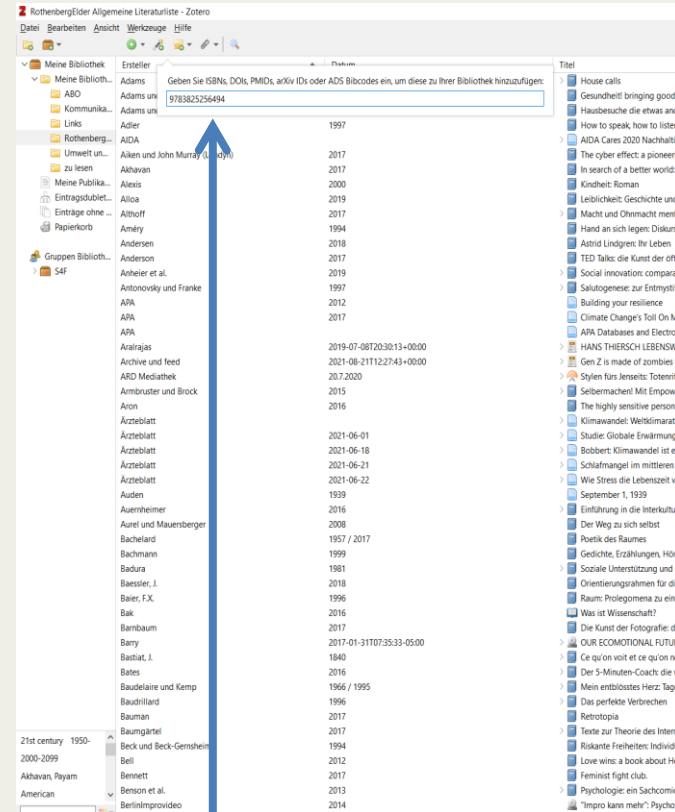 RothenbergElder Allgemeine Literaturliste - Zotero
Datei Bearbeiten Ansicht Werkzeuge Hilfe
Meine Bibliothek
Meine Biblioth...
ABO
Kommunika...
Links
Rothenberg...
Umwelt un...
zu lesen
Meine Publika...
Eintragsdublet...
Einträge ohne ...
Papierkorb
Gruppen Biblioth...
S4F
21st century 1950-
2000-2099
Akhavan, Payam
American
Ersteller Datum Titel
Geben Sie ISBNs, DOIs, PMIDs, arXiv IDs oder ADS Bibcodes ein, um diese zu Ihrer Bibliothek hinzuzufügen:
9783825256494
Adams House calls
Adams un Gesundheit! bringing good
Adams un Hausbesuche die etwas an
Adler 1997 How to speak, how to liste
AIDA AIDA Cares 2020 Nachhalti
Aiken und John Murray (L ndyn) 2017 The cyber effect: a pioneer
Akhavan 2017 In search of a better world:
Alexis 2000 Kindheit: Roman
Alloa 2019 Leiblichkeit: Geschichte und
Althoff 2017 Macht und Ohnmacht ment
Améry 1994 Hand an sich legen: Diskurs
Andersen 2018 Astrid Lindgren: Ihr Leben
Anderson 2017 TED Talks: die Kunst der öff
Anheier et al. 2019 Social innovation: compara
Antonovsky und Franke 1997 Salutogenese: zur Entmysti
APA 2012 Building your resilience
APA 2017 Climate Change's Toll On M
APA APA Databases and Electro
Aralrajas 2019-07-08T20:30:13+00:00 HANS THIERSCH LEBENSW
Archive und feed 2021-08-21T12:27:43+00:00 Gen Z is made of zombies
ARD Mediathek 20.7.2020 Stylen fürs Jenseits: Totenrit
Armbruster und Brock 2015 Selbermachen! Mit Empow
Aron 2016 The highly sensitive person
Ärzteblatt Klimawandel: Weltklimarat
Ärzteblatt 2021-06-01 Studie: Globale Erwärmung
Ärzteblatt 2021-06-18 Bobbert: Klimawandel ist e
Ärzteblatt 2021-06-21 Schlafmangel im mittleren
Ärzteblatt 2021-06-22 Wie Stress die Lebenszeit v
Auden 1939 September 1, 1939
Auernheimer 2016 Einführung in die Interkultu
Aurel und Mauersberger 2008 Der Weg zu sich selbst
Bachelard 1957 / 2017 Poetik des Raumes
Bachmann 1999 Gedichte, Erzählungen, Hör
Badura 1981 Soziale Unterstützung und
Baessler, J. 2018 Orientierungsrahmen für di
Baier, F.X. 1996 Raum: Prolegomena zu ein
Bak 2016 Was ist Wissenschaft?
Barnbaum 2017 Die Kunst der Fotografie: d
Barry 2017-01-31T07:35:33-05:00 OUR ECOMOTIONAL FUTU
Bastiat, J. 1840 Ce qu'on voit et ce qu'on n
Bates 2016 Der 5-Minuten-Coach: die
Baudelaire und Kemp 1966 / 1995 Mein entblösstes Herz: Tag
Baudrillard 1996 Das perfekte Verbrechen
Bauman 2017 Retrotopia
Baumgärtel 2017 Texte zur Theorie des Intern
Beck und Beck-Gernsheim 1994 Riskante Freiheiten: Individ
Bell 2012 Love wins: a book about He
Bennett 2017 Feminist fight club.
Benson et al. 2013 Psychologie: ein Sachcomic
BerlinImprovideo 2014 "Impro kann mehr": Psycho